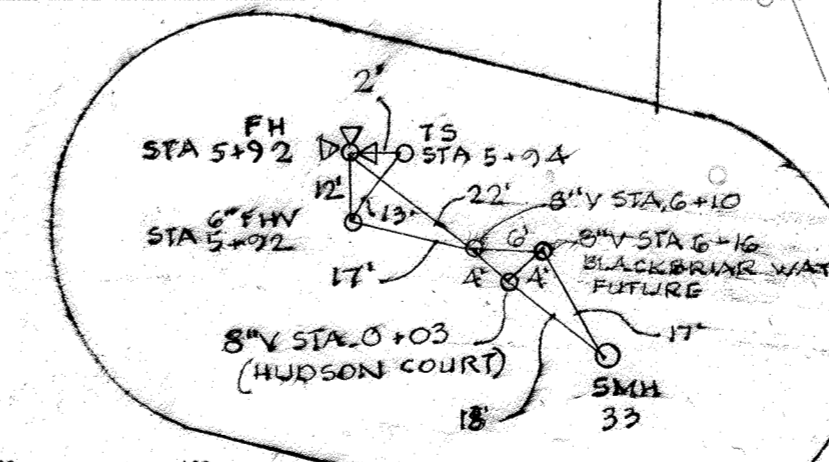 2'
FH
STA 5+92
TS
STA 5+94
12'
13'
22'
8"V STA. 6+10
6" FHV
STA 5+92
6'
8"V STA 6+16
BLACKBRIAR WAT
FUTURE
17'
4'
4'
8"V STA. 0+03
(HUDSON COURT)
17'
18'
SMH
33